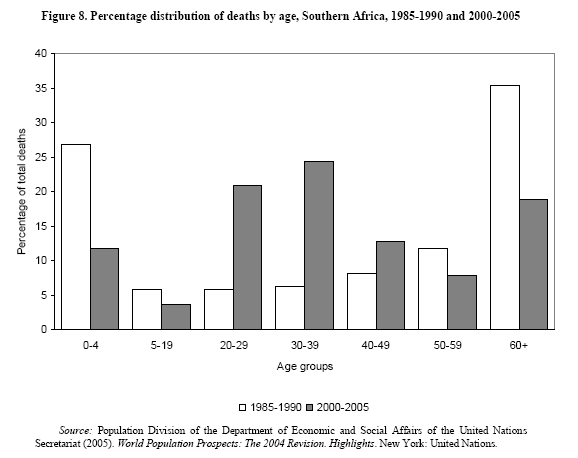 Figure 8. Percentage distribution of deaths by age, Southern Africa, 1985-1990 and 2000-2005
40
35
30
25
20
15
10
5
0
Percentage of total deaths
0-4 5-19 20-29 30-39 40-49 50-59 60+
Age groups
1985-1990 2000-2005
Source: Population Division of the Department of Economic and Social Affairs of the United Nations
Secretariat (2005). World Population Prospects: The 2004 Revision. Highlights. New York: United Nations.